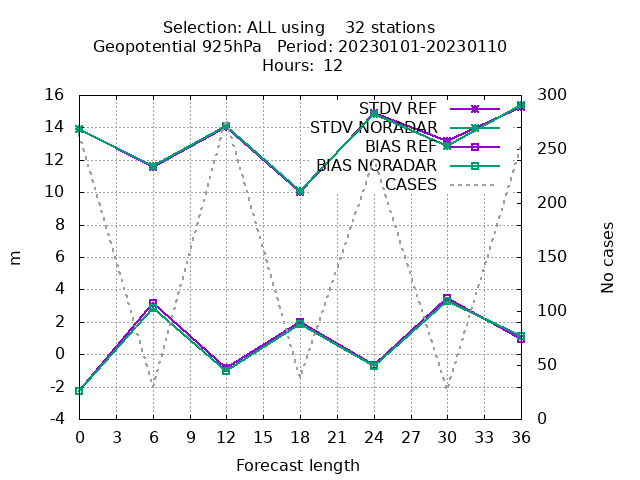 Selection: ALL using    32 stations
Geopotential 925hPa   Period: 20230101-20230110
Hours: 12
16
14
12
10
8
6
4
2
0
-2
-4
m
300
250
200
150
100
50
0
No cases
STDV REF
STDV NORADAR
BIAS REF
BIAS NORADAR
CASES
0 3 6 9 12 15 18 21 24 27 30 33 36
Forecast length